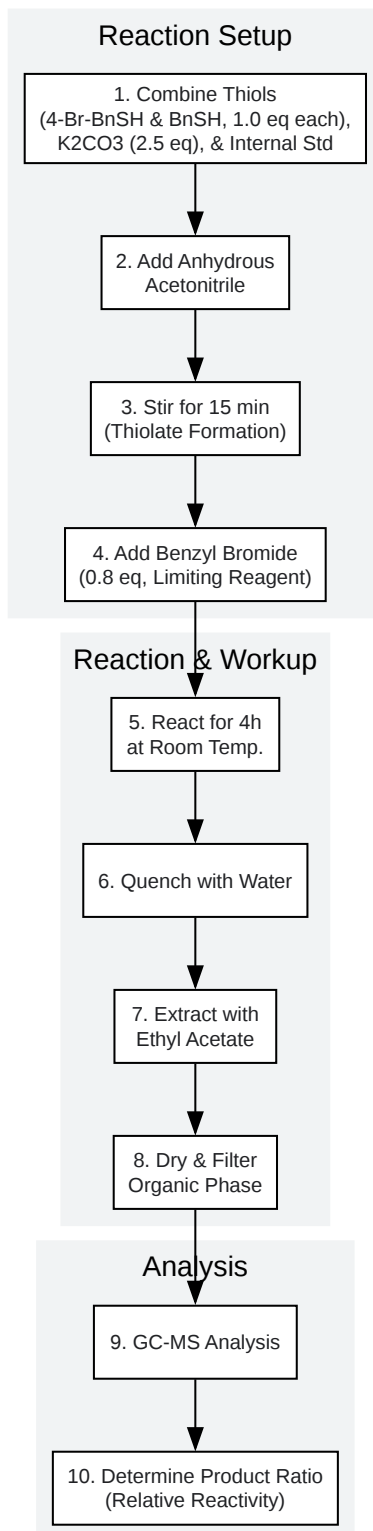 Reaction Setup
1. Combine Thiols
(4-Br-BnSH & BnSH, 1.0 eq each),
K2CO3 (2.5 eq), & Internal Std
2. Add Anhydrous
Acetonitrile
3. Stir for 15 min
(Thiolate Formation)
4. Add Benzyl Bromide
(0.8 eq, Limiting Reagent)
Reaction & Workup
5. React for 4h
at Room Temp.
6. Quench with Water
7. Extract with
Ethyl Acetate
8. Dry & Filter
Organic Phase
Analysis
9. GC-MS Analysis
10. Determine Product Ratio
(Relative Reactivity)